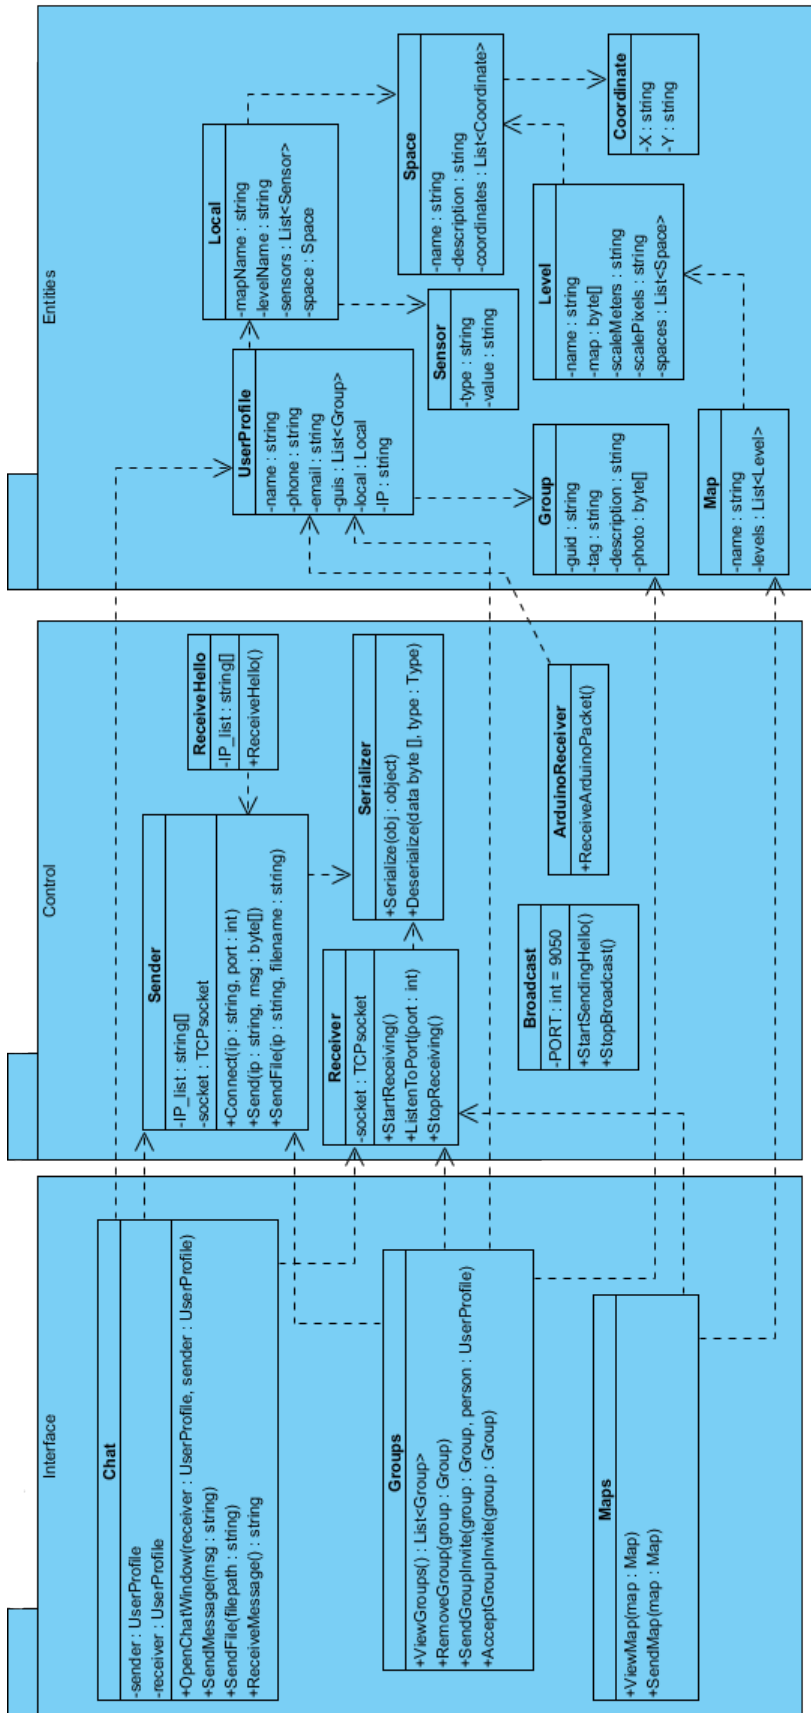 Interface
Chat
-sender : UserProfile
-receiver : UserProfile
+OpenChatWindow(receiver : UserProfile, sender : UserProfile)
+SendMessage(msg : string)
+SendFile(filepath : string)
+ReceiveMessage() : string
Groups
+ViewGroups() : List<Group>
+RemoveGroup(group : Group)
+SendGroupInvite(group : Group, person : UserProfile)
+AcceptGroupInvite(group : Group)
Maps
+ViewMap(map : Map)
+SendMap(map : Map)
Control
Sender
-IP_list : string[]
-socket : TCPsocket
+Connect(ip : string, port : int)
+Send(ip : string, msg : byte[])
+SendFile(ip : string, filename : string)
ReceiveHello
-IP_list : string[]
+ReceiveHello()
Receiver
-socket : TCPsocket
+StartReceiving()
+ListenToPort(port : int)
+StopReceiving()
Serializer
+Serialize(obj : object)
+Deserialize(data byte [], type : Type)
Broadcast
-PORT : int = 9050
+StartSendingHello()
+StopBroadcast()
ArduinoReceiver
+ReceiveArduinoPacket()
Entities
UserProfile
-name : string
-phone : string
-email : string
-guis : List<Group>
-local : Local
-IP : string
Local
-mapName : string
-levelName : string
-sensors : List<Sensor>
-space : Space
Sensor
-type : string
-value : string
Space
-name : string
-description : string
-coordinates : List<Coordinate>
Group
-guid : string
-tag : string
-description : string
-photo : byte[]
Level
-name : string
-map : byte[]
-scaleMeters : string
-scalePixels : string
-spaces : List<Space>
Coordinate
-X : string
-Y : string
Map
-name : string
-levels : List<Level>